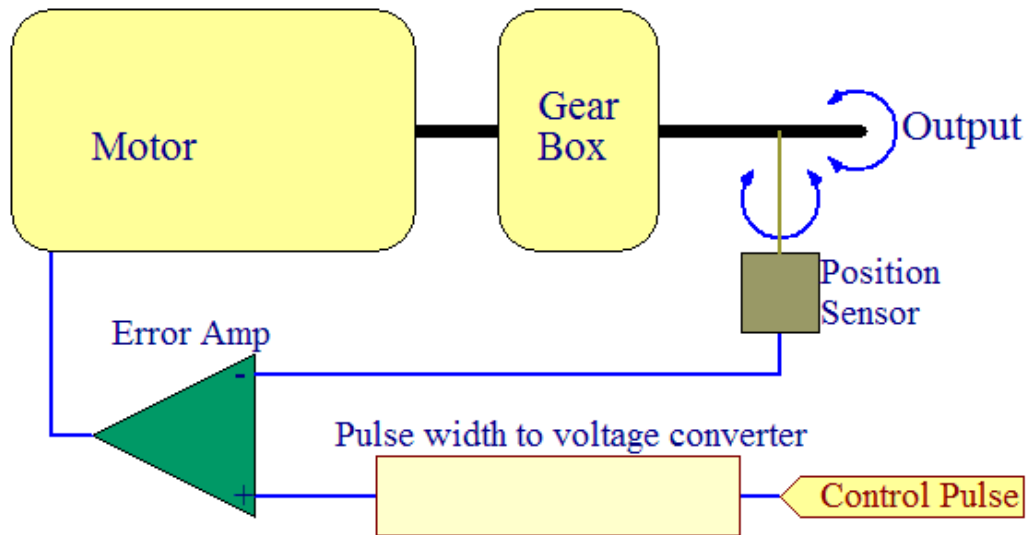 Motor
Gear
Box
Output
Position
Sensor
Error Amp
-
Pulse width to voltage converter
+
Control Pulse